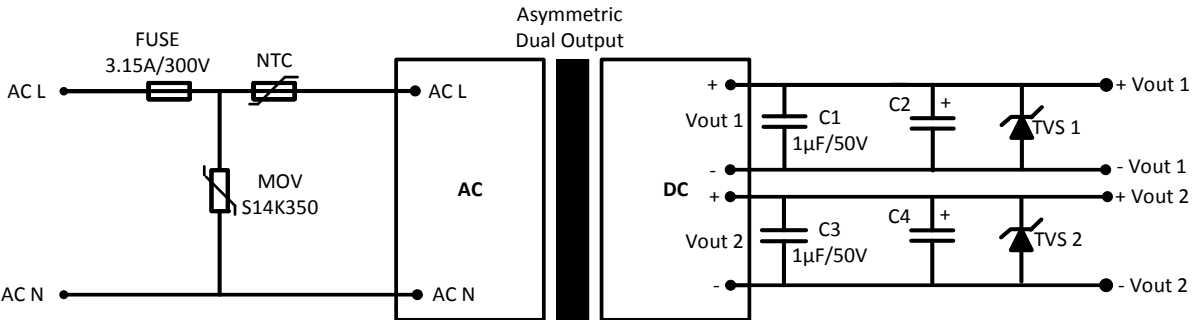 Asymmetric
Dual Output
FUSE
3.15A/300V
NTC
AC L
AC L
MOV
S14K350
AC N
AC N
AC
DC
+
Vout 1
-
+
Vout 2
-
C1
1µF/50V
C2
+
TVS 1
C3
1µF/50V
C4
+
TVS 2
+ Vout 1
- Vout 1
+ Vout 2
- Vout 2